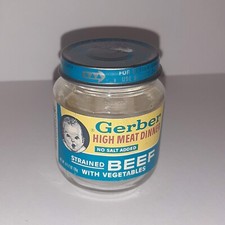 Gerber
HIGH MEAT DINNER
NO SALT ADDED
STRAINED BEEF
WITH VEGETABLES